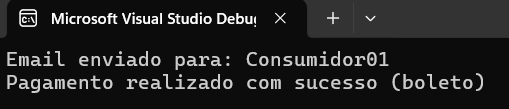 Microsoft Visual Studio Debug
Email enviado para: Consumidor01
Pagamento realizado com sucesso (boleto)